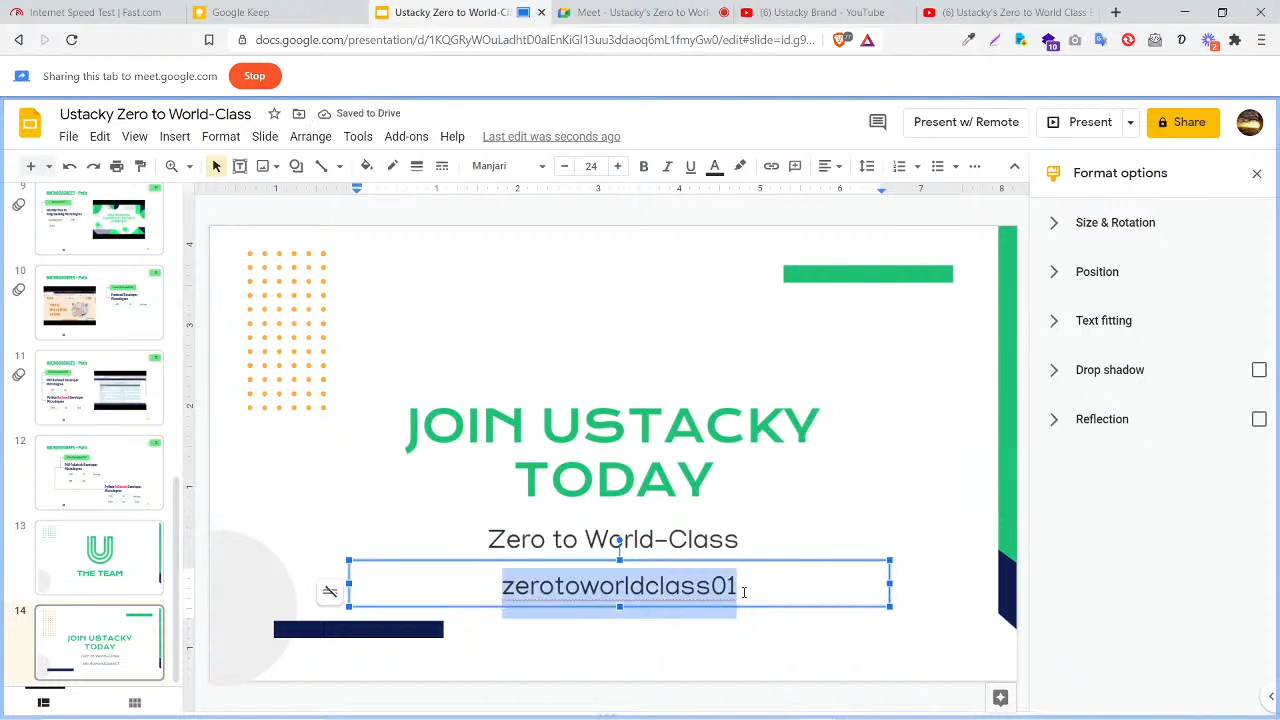 Internet Speed Test | Fast.com
Google Keep
Ustacky Zero to World-Cl
Meet - Ustacky's Zero to Worl
(6) Ustacky Brand - YouTube
(6) Ustacky's Zero to World Class E
docs.google.com/presentation/d/1KQGRyWOuLadhtD0alEnKiGl13uu3ddaoq6mL1fmyGw0/edit#slide=id.g9...
Sharing this tab to meet.google.com
Stop
Ustacky Zero to World-Class
Saved to Drive
File Edit View Insert Format Slide Arrange Tools Add-ons Help Last edit was seconds ago
Present w/ Remote
Present
Share
Manjari
24
Format options
Size & Rotation
Position
Text fitting
Drop shadow
Reflection
9
10
11
12
13
THE TEAM
14
JOIN USTACKY
TODAY
Zero to World-Class
zerotoworldclass01
JOIN USTACKY
TODAY
Zero to World-Class
zerotoworldclass01